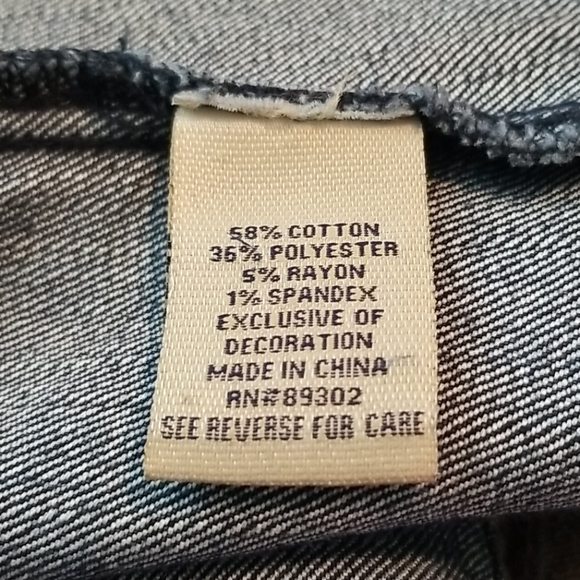 58% COTTON
36% POLYESTER
5% RAYON
1% SPANDEX
EXCLUSIVE OF
DECORATION
MADE IN CHINA
RN#89302
SEE REVERSE FOR CARE